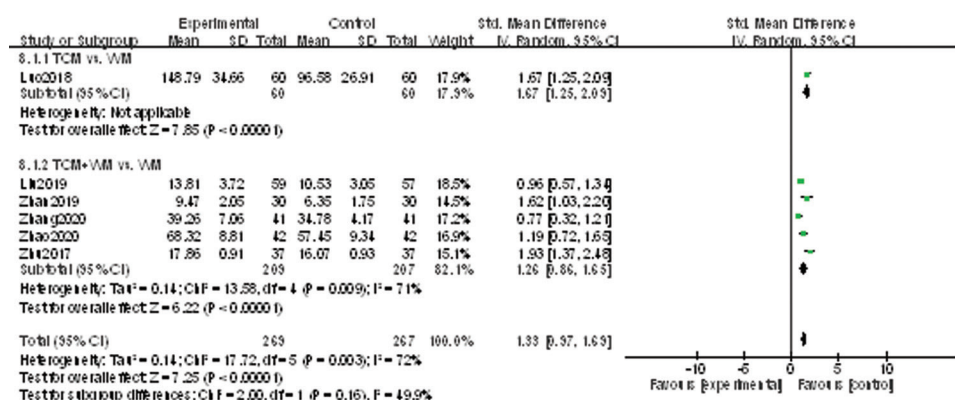 Experimental Control Std. Mean Difference Std. Mean Difference
Study or Subgroup Mean SD Total Mean SD Total Weight IV, Random, 95% CI IV, Random, 95% CI
8.1.1 TCM vs. WM
Luo2018 148.79 34.66 60 96.58 26.91 60 17.9% 1.67 [1.25, 2.09]
Subtotal (95% CI) 60 60 17.9% 1.67 [1.25, 2.09]
Heterogeneity: Not applicable
Test for overall effect: Z = 7.85 (P < 0.00001)
8.1.2 TCM+WM vs. WM
2019 13.81 3.72 59 10.53 3.05 57 18.5% 0.96 [0.57, 1.34]
2019 9.47 2.05 30 6.35 1.75 30 14.5% 1.62 [1.03, 2.20]
Zhang2020 39.26 7.06 41 34.78 4.17 41 17.2% 0.77 [0.32, 1.21]
Zhao2020 68.32 8.81 42 57.45 9.34 42 16.9% 1.19 [0.72, 1.65]
Zhu2017 17.86 0.91 37 16.07 0.93 37 15.1% 1.93 [1.37, 2.48]
Subtotal (95% CI) 209 207 82.1% 1.26 [0.86, 1.65]
Heterogeneity: Tau² = 0.14; Chi² = 13.58, df = 4 (P = 0.009); I² = 71%
Test for overall effect: Z = 6.22 (P < 0.00001)
Total (95% CI) 269 267 100.0% 1.33 [0.97, 1.69]
Heterogeneity: Tau² = 0.14; Chi² = 17.72, df = 5 (P = 0.003); I² = 72%
Test for overall effect: Z = 7.25 (P < 0.00001)
Test for subgroup differences: Chi² = 2.00, df = 1 (P = 0.16), I² = 49.9%
-10 -5 0 5 10
Favours [experimental] Favours [control]